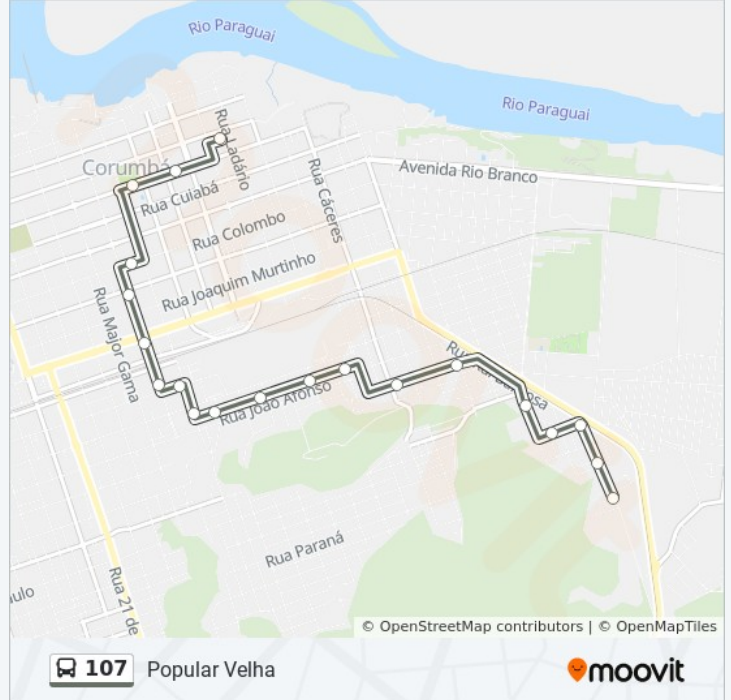 Rio Paraguai
Rio Paraguai
Rua Ladário
Corumbá
Avenida Rio Branco
Rua Cáceres
Rua Cuiabá
Rua Colombo
Rua Joaquim Murtinho
Rua Major Gama
Rua João Afonso
Rua Paraná
Rua 21 de
ulo
© OpenStreetMap contributors | © OpenMapTiles
107 Popular Velha
moovit